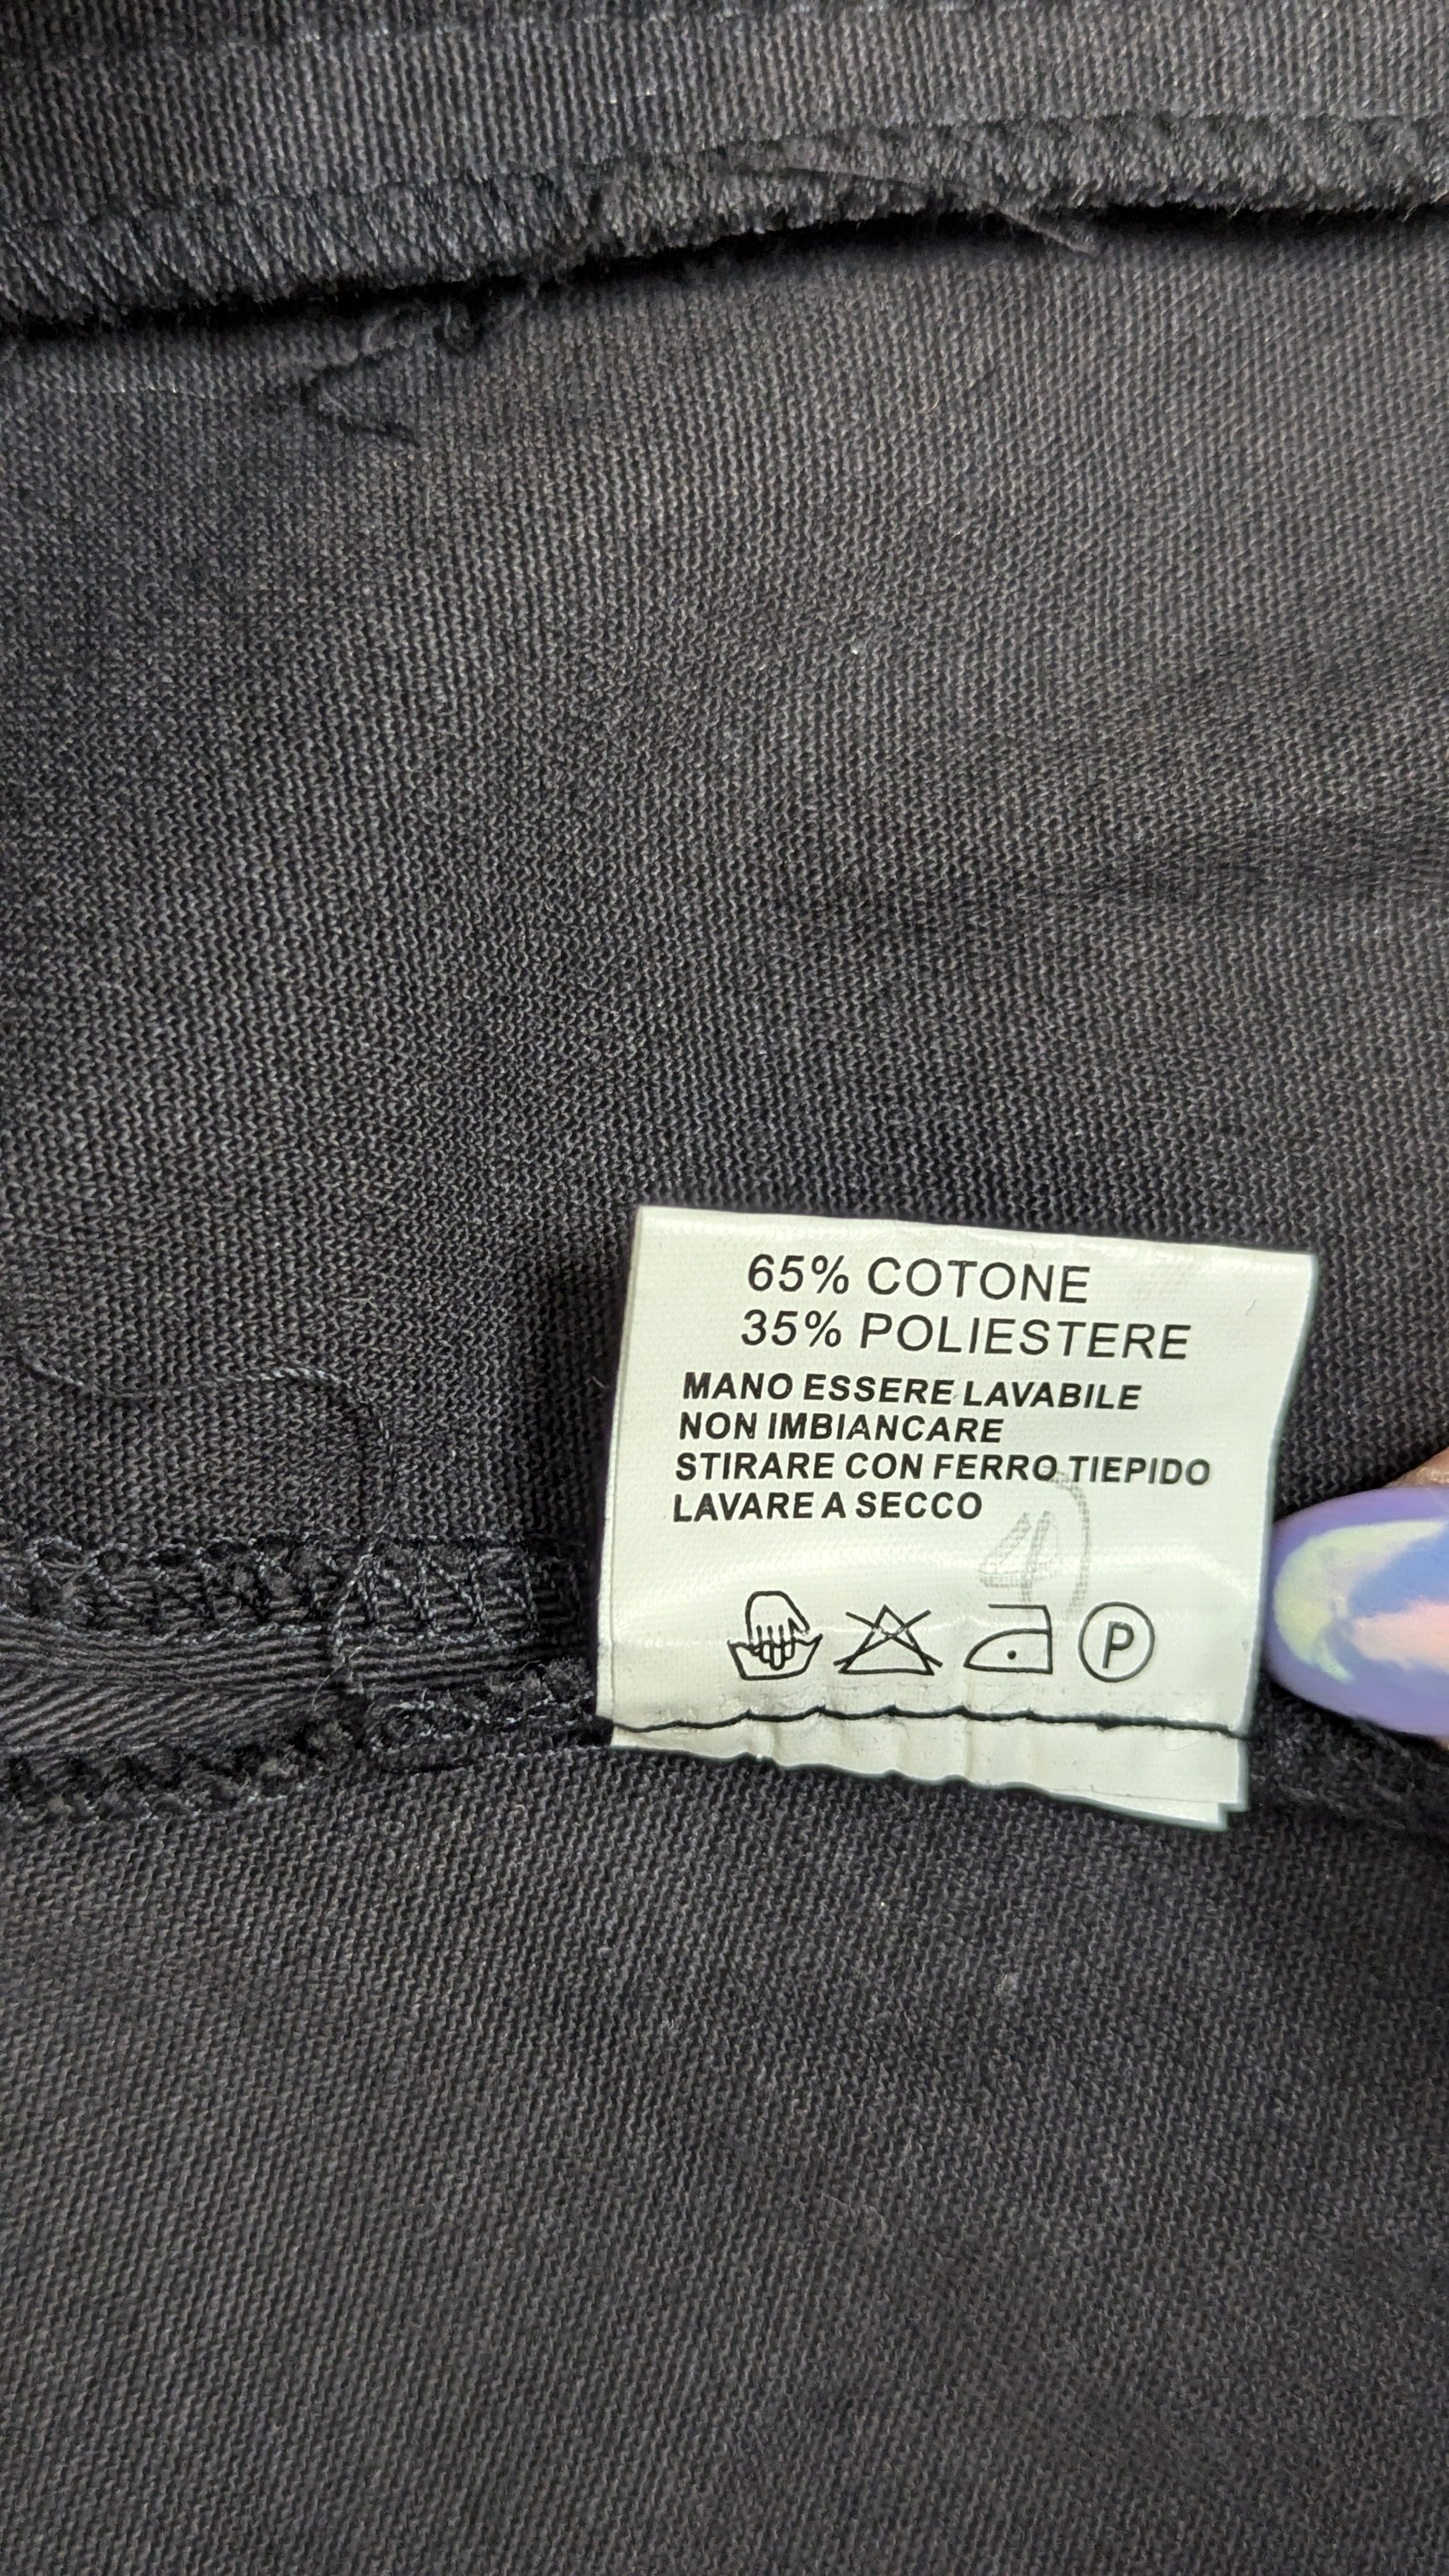 65% COTONE
35% POLIESTERE
MANO ESSERE LAVABILE
NON IMBIANCARE
STIRARE CON FERRO TIEPIDO
LAVARE A SECCO
P